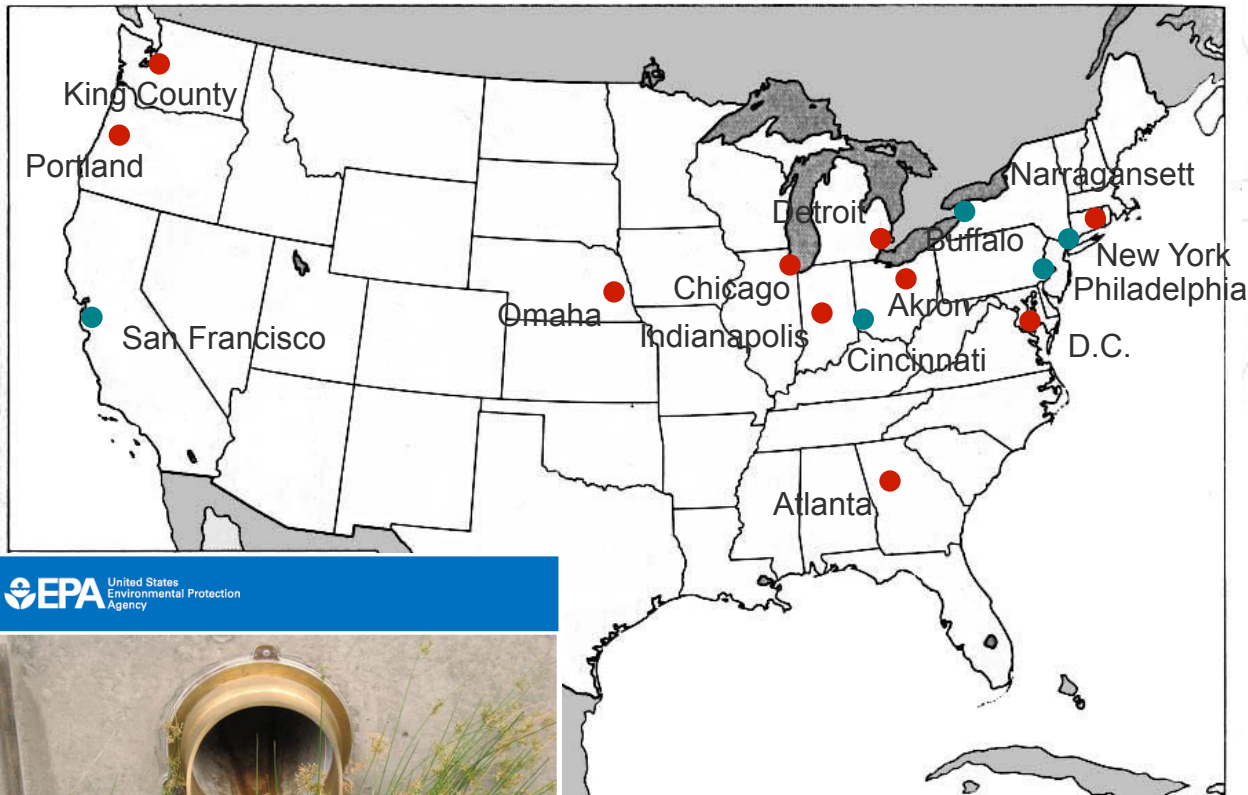 King County
Portland
Narragansett
Detroit
Buffalo
New York
Chicago
Philadelphia
Omaha
Akron
San Francisco
Indianapolis
Cincinnati
D.C.
Atlanta
EPA
United States
Environmental Protection
Agency